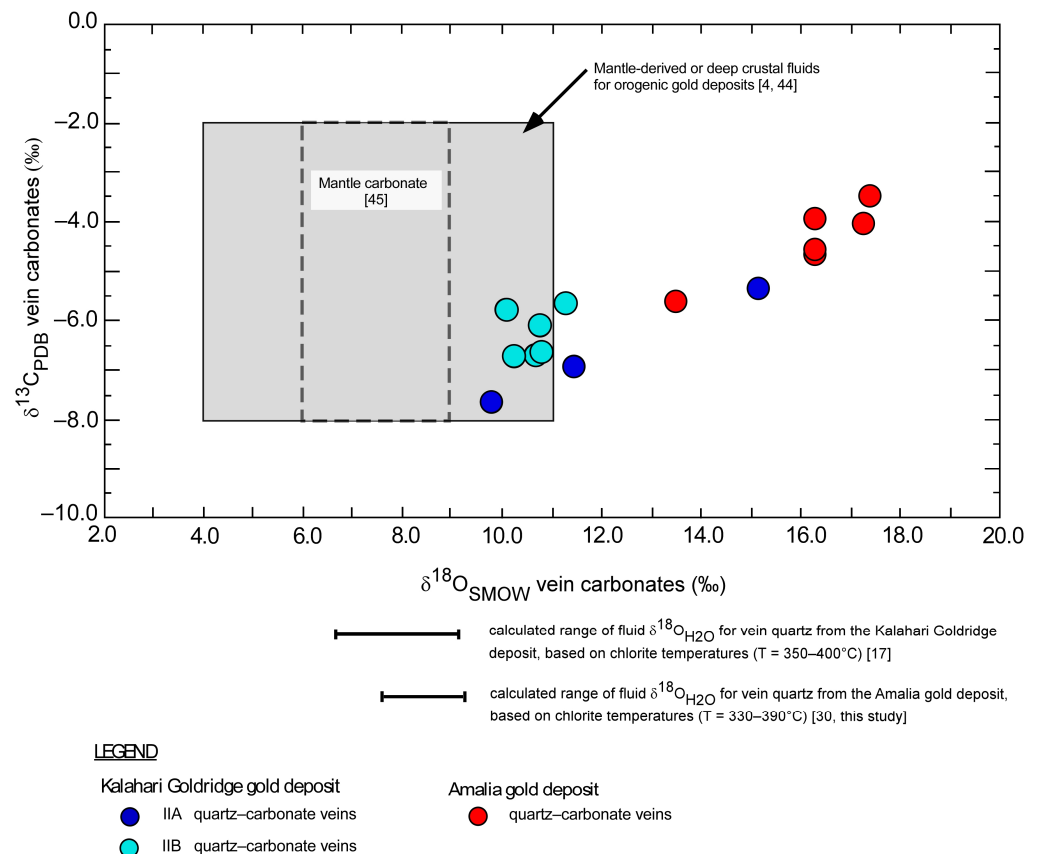 0.0
–2.0
–4.0
–6.0
–8.0
–10.0
δ13CPDB vein carbonates (‰)
Mantle-derived or deep crustal fluids
for orogenic gold deposits [4, 44]
Mantle carbonate
[45]
2.0 4.0 6.0 8.0 10.0 12.0 14.0 16.0 18.0 20.0
δ18OSMOW vein carbonates (‰)
calculated range of fluid δ18OH2O for vein quartz from the Kalahari Goldridge
deposit, based on chlorite temperatures (T = 350–400°C) [17]
calculated range of fluid δ18OH2O for vein quartz from the Amalia gold deposit,
based on chlorite temperatures (T = 330–390°C) [30, this study]
LEGEND
Kalahari Goldridge gold deposit
IIA quartz–carbonate veins
IIB quartz–carbonate veins
Amalia gold deposit
quartz–carbonate veins